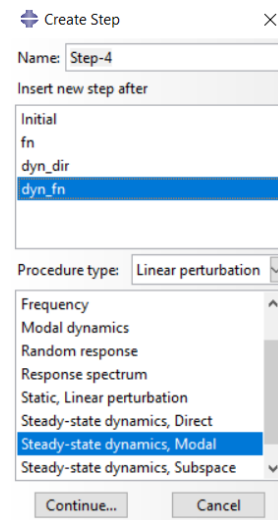 Create Step
Name: Step-4
Insert new step after
Initial
fn
dyn_dir
dyn_fn
Procedure type: Linear perturbation
Frequency
Modal dynamics
Random response
Response spectrum
Static, Linear perturbation
Steady-state dynamics, Direct
Steady-state dynamics, Modal
Steady-state dynamics, Subspace
Continue... Cancel